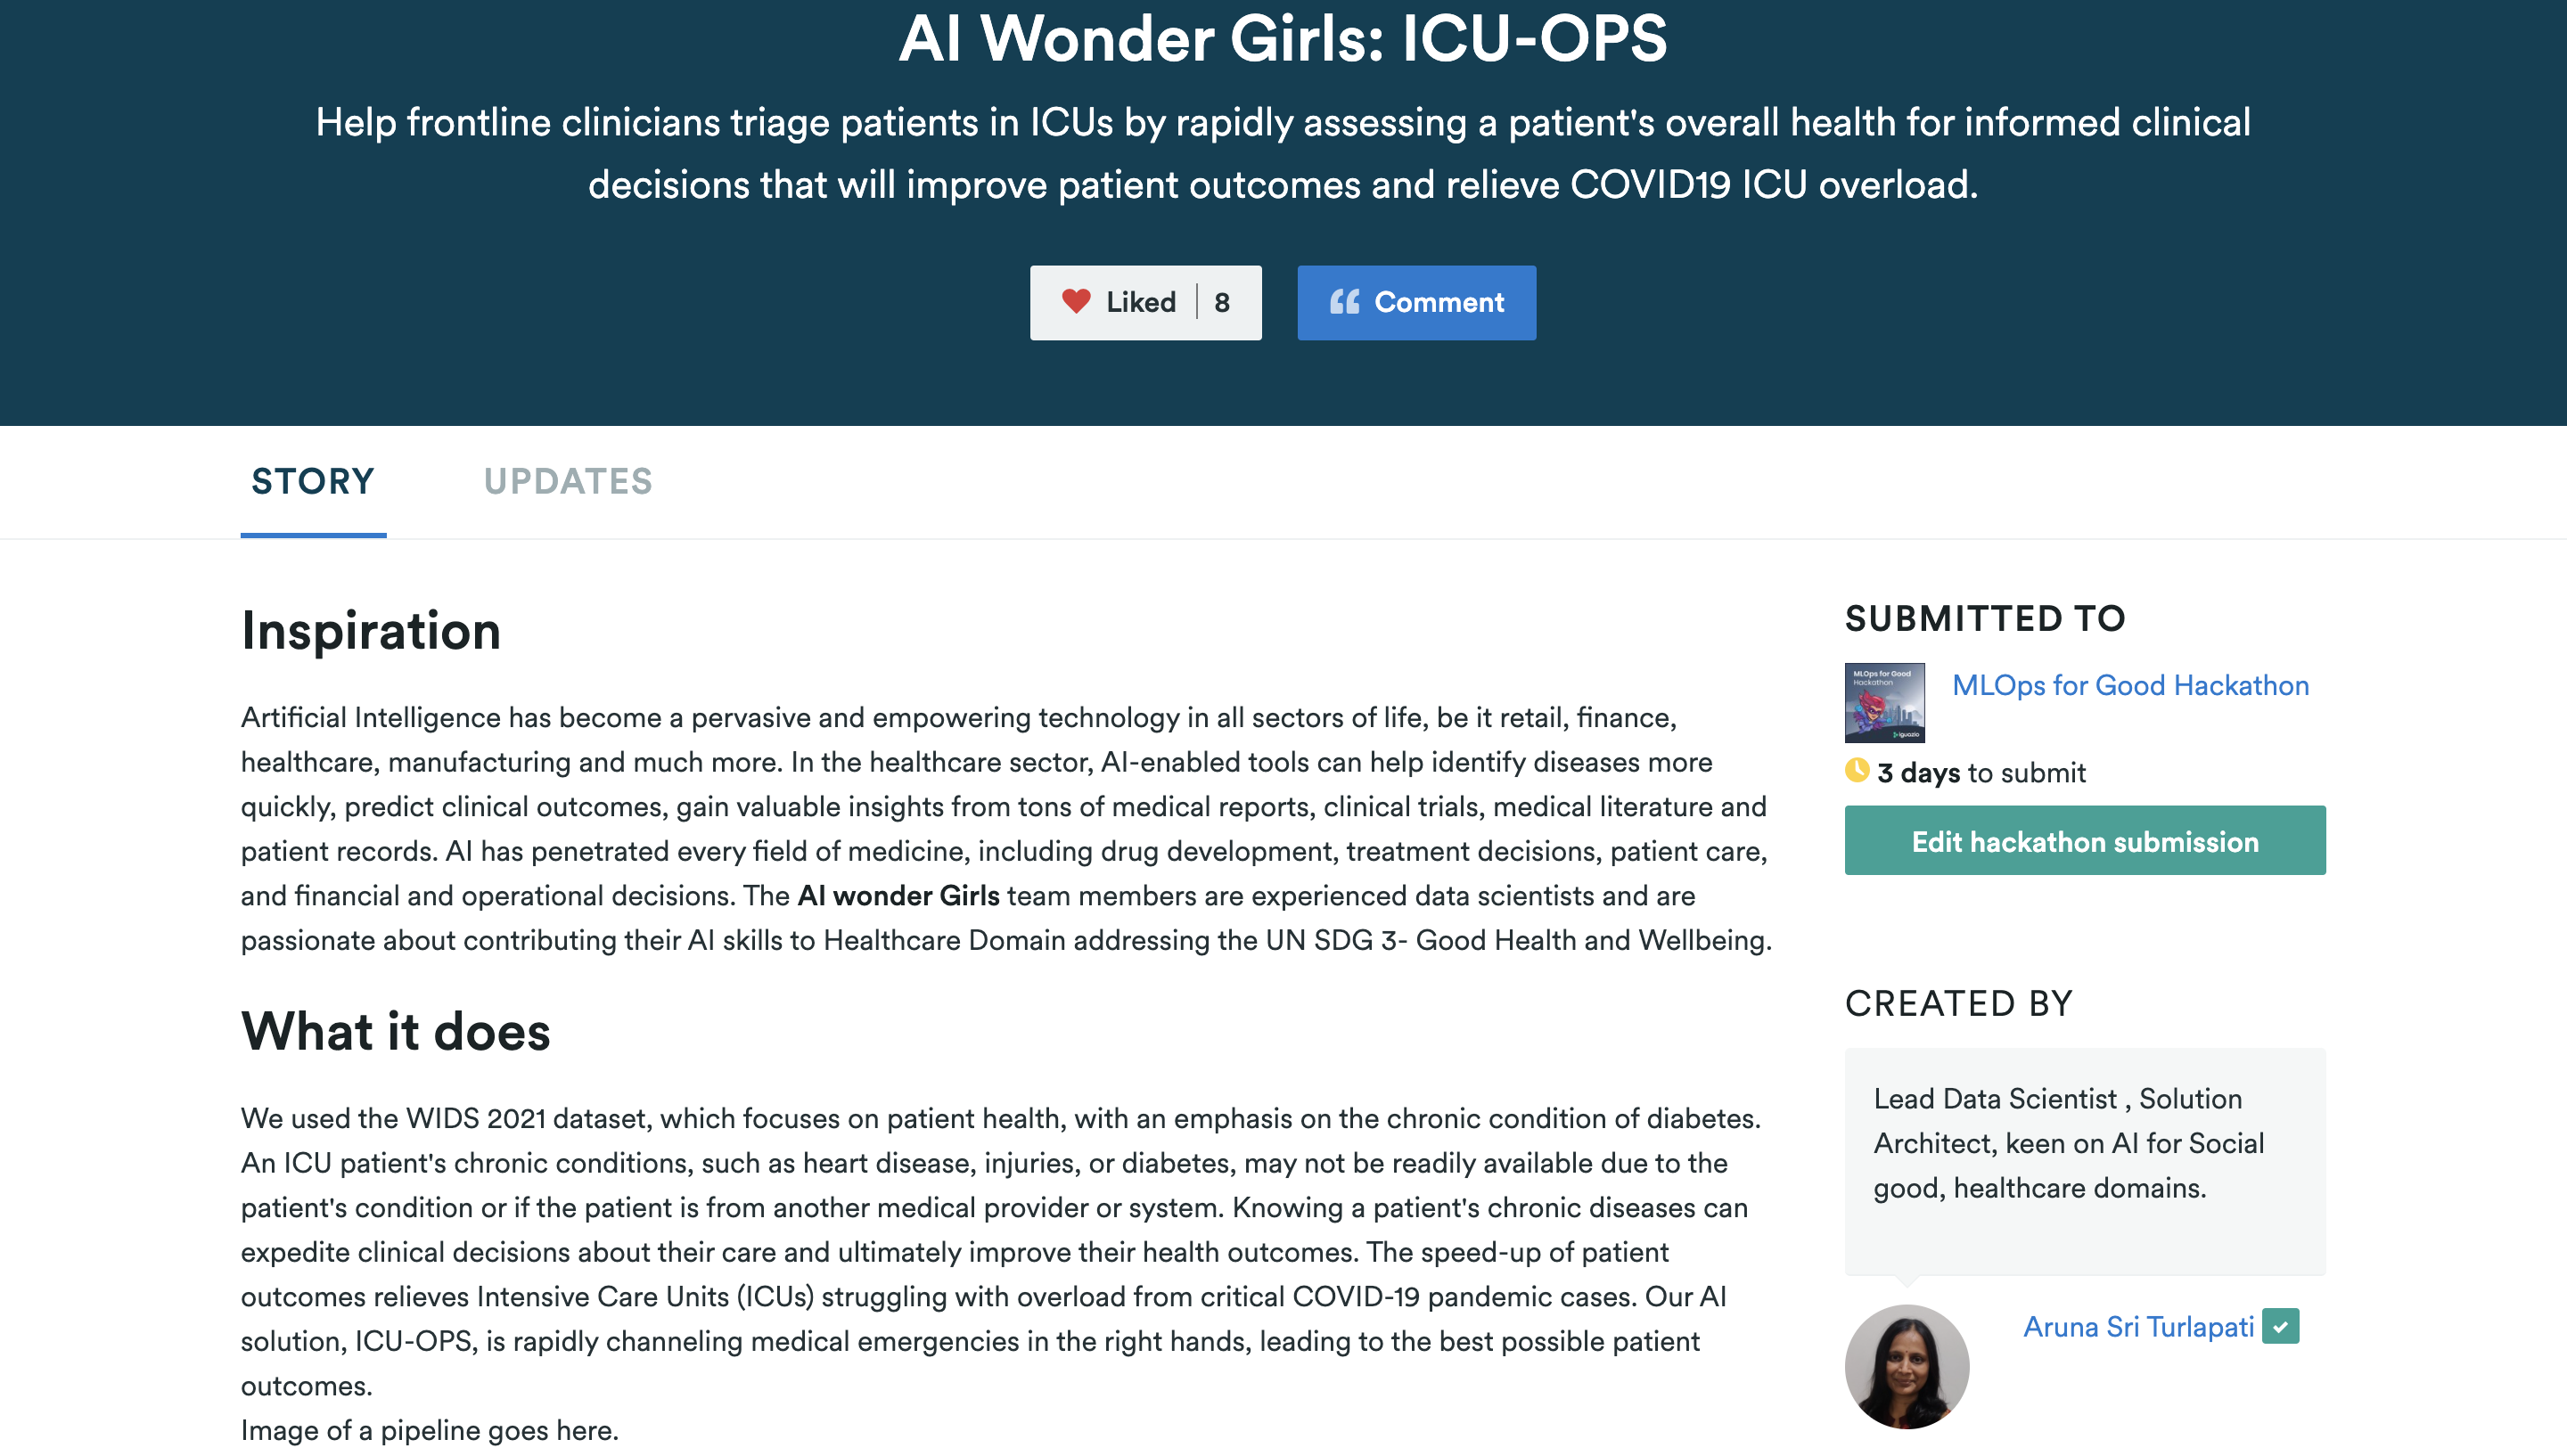 AI Wonder Girls: ICU-OPS
Help frontline clinicians triage patients in ICUs by rapidly assessing a patient's overall health for informed clinical
decisions that will improve patient outcomes and relieve COVID19 ICU overload.
Liked 8
Comment
STORY
UPDATES
Inspiration
Artificial Intelligence has become a pervasive and empowering technology in all sectors of life, be it retail, finance,
healthcare, manufacturing and much more. In the healthcare sector, AI-enabled tools can help identify diseases more
quickly, predict clinical outcomes, gain valuable insights from tons of medical reports, clinical trials, medical literature and
patient records. AI has penetrated every field of medicine, including drug development, treatment decisions, patient care,
and financial and operational decisions. The AI wonder Girls team members are experienced data scientists and are
passionate about contributing their AI skills to Healthcare Domain addressing the UN SDG 3- Good Health and Wellbeing.
What it does
We used the WIDS 2021 dataset, which focuses on patient health, with an emphasis on the chronic condition of diabetes.
An ICU patient's chronic conditions, such as heart disease, injuries, or diabetes, may not be readily available due to the
patient's condition or if the patient is from another medical provider or system. Knowing a patient's chronic diseases can
expedite clinical decisions about their care and ultimately improve their health outcomes. The speed-up of patient
outcomes relieves Intensive Care Units (ICUs) struggling with overload from critical COVID-19 pandemic cases. Our AI
solution, ICU-OPS, is rapidly channeling medical emergencies in the right hands, leading to the best possible patient
outcomes.
Image of a pipeline goes here.
SUBMITTED TO
MLOps for Good
Hackathon
iguazio
MLOps for Good Hackathon
3 days to submit
Edit hackathon submission
CREATED BY
Lead Data Scientist , Solution
Architect, keen on AI for Social
good, healthcare domains.
Aruna Sri Turlapati